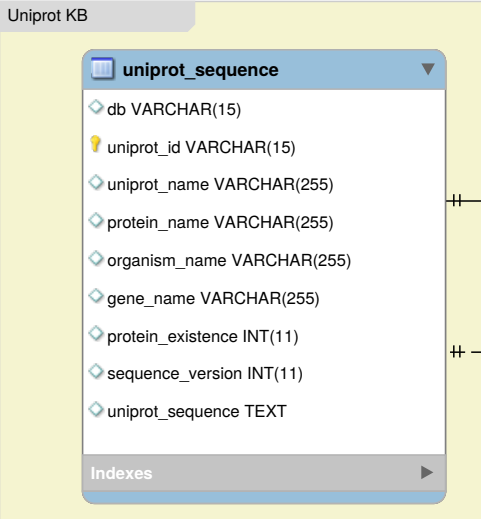 Uniprot KB
uniprot_sequence
db VARCHAR(15)
uniprot_id VARCHAR(15)
uniprot_name VARCHAR(255)
protein_name VARCHAR(255)
organism_name VARCHAR(255)
gene_name VARCHAR(255)
protein_existence INT(11)
sequence_version INT(11)
uniprot_sequence TEXT
Indexes